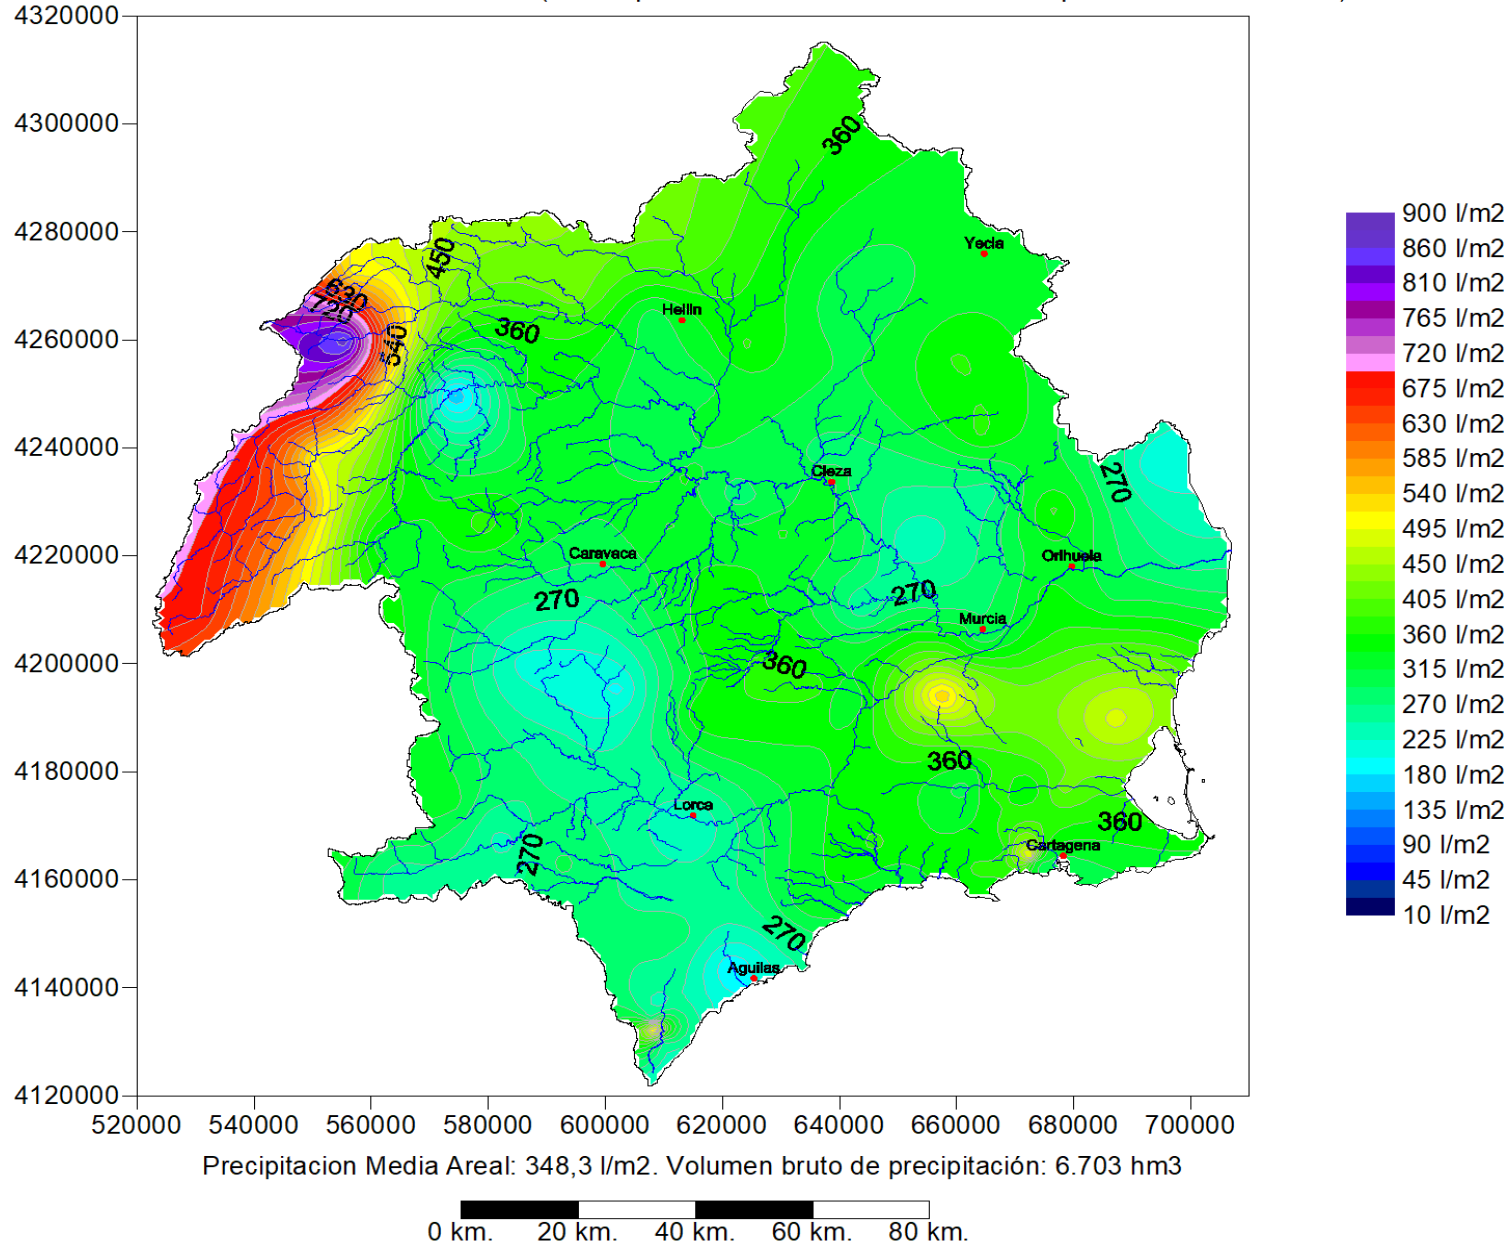 4320000
4300000
360
900 l/m2
4280000
Yecla
450
860 l/m2
810 l/m2
630
Hellin
765 l/m2
4260000
360
540
720 l/m2
675 l/m2
4240000
630 l/m2
Cieza
270
585 l/m2
540 l/m2
495 l/m2
4220000
Caravaca
Orihuela
450 l/m2
270
270
405 l/m2
Murcia
360 l/m2
4200000
360
315 l/m2
270 l/m2
360
225 l/m2
4180000
180 l/m2
Lorca
360
135 l/m2
270
Cartagena
90 l/m2
4160000
45 l/m2
270
10 l/m2
Aguilas
4140000
4120000
520000 540000 560000 580000 600000 620000 640000 660000 680000 700000
Precipitacion Media Areal: 348,3 l/m2. Volumen bruto de precipitación: 6.703 hm3
0 km. 20 km. 40 km. 60 km. 80 km.